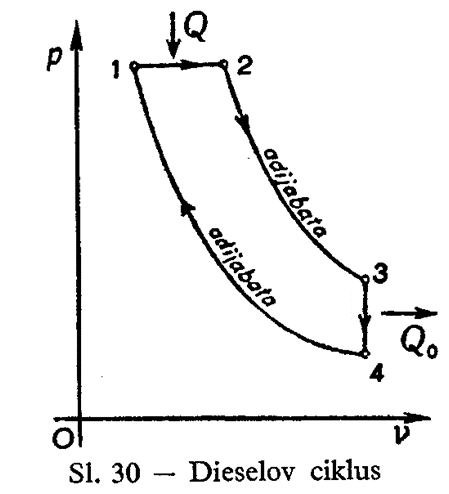 Q
p
1
2
adijabata
adijabata
3
Q₀
4
O
v
Sl. 30 — Dieselov ciklus